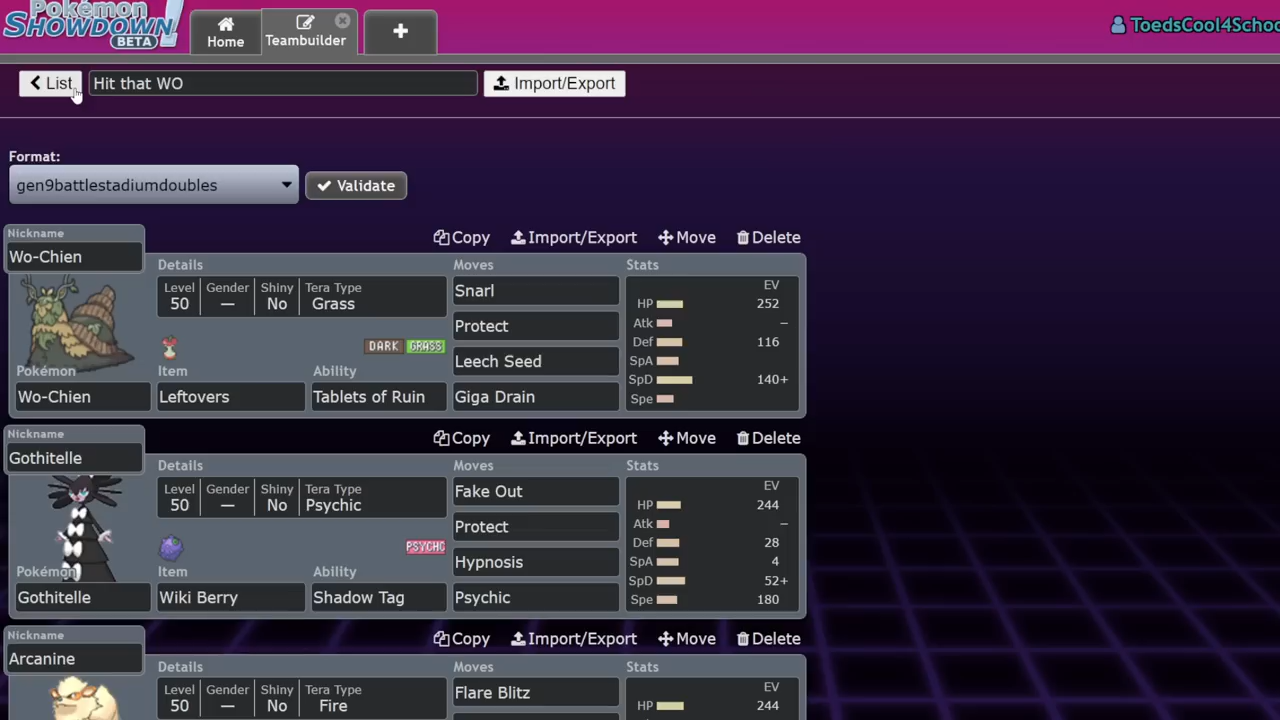 Pokémon
SHOWDOWN!
BETA
Home
Teambuilder
ToedsCool4Schoo
List
Hit that WO
Import/Export
Format:
gen9battlestadiumdoubles
Validate
Nickname
Wo-Chien
Copy Import/Export Move Delete
Details
Moves
Stats
Level Gender Shiny Tera Type
50 — No Grass
DARK GRASS
Pokémon Item Ability
Wo-Chien Leftovers Tablets of Ruin
Snarl
Protect
Leech Seed
Giga Drain
EV
HP 252
Atk –
Def 116
SpA
SpD 140+
Spe
Nickname
Gothitelle
Copy Import/Export Move Delete
Details
Moves
Stats
Level Gender Shiny Tera Type
50 — No Psychic
PSYCHC
Pokémon Item Ability
Gothitelle Wiki Berry Shadow Tag
Fake Out
Protect
Hypnosis
Psychic
EV
HP 244
Atk –
Def 28
SpA 4
SpD 52+
Spe 180
Nickname
Arcanine
Copy Import/Export Move Delete
Details
Moves
Stats
Level Gender Shiny Tera Type
50 — No Fire
Flare Blitz
EV
HP 244